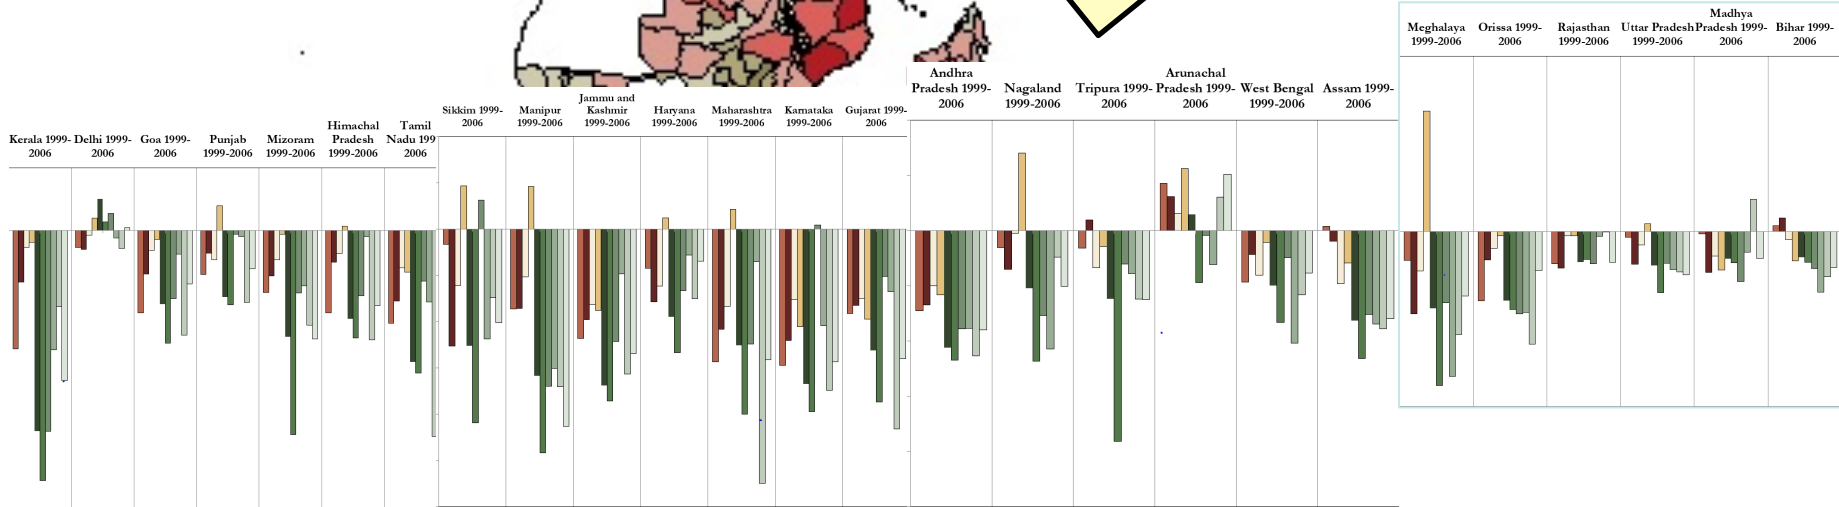 Kerala 1999-
2006
Delhi 1999-
2006
Goa 1999-
2006
Punjab
1999-2006
Mizoram
1999-2006
Himachal
Pradesh
1999-2006
Tamil
Nadu 199
2006
Sikkim 1999-
2006
Manipur
1999-2006
Jammu and
Kashmir
1999-2006
Haryana
1999-2006
Maharashtra
1999-2006
Karnataka
1999-2006
Gujarat 1999-
2006
Andhra
Pradesh 1999-
2006
Nagaland
1999-2006
Tripura 1999-
2006
Arunachal
Pradesh 1999-
2006
West Bengal
1999-2006
Assam 1999-
2006
Meghalaya
1999-2006
Orissa 1999-
2006
Rajasthan
1999-2006
Uttar Pradesh
1999-2006
Madhya
Pradesh 1999-
2006
Bihar 1999-
2006